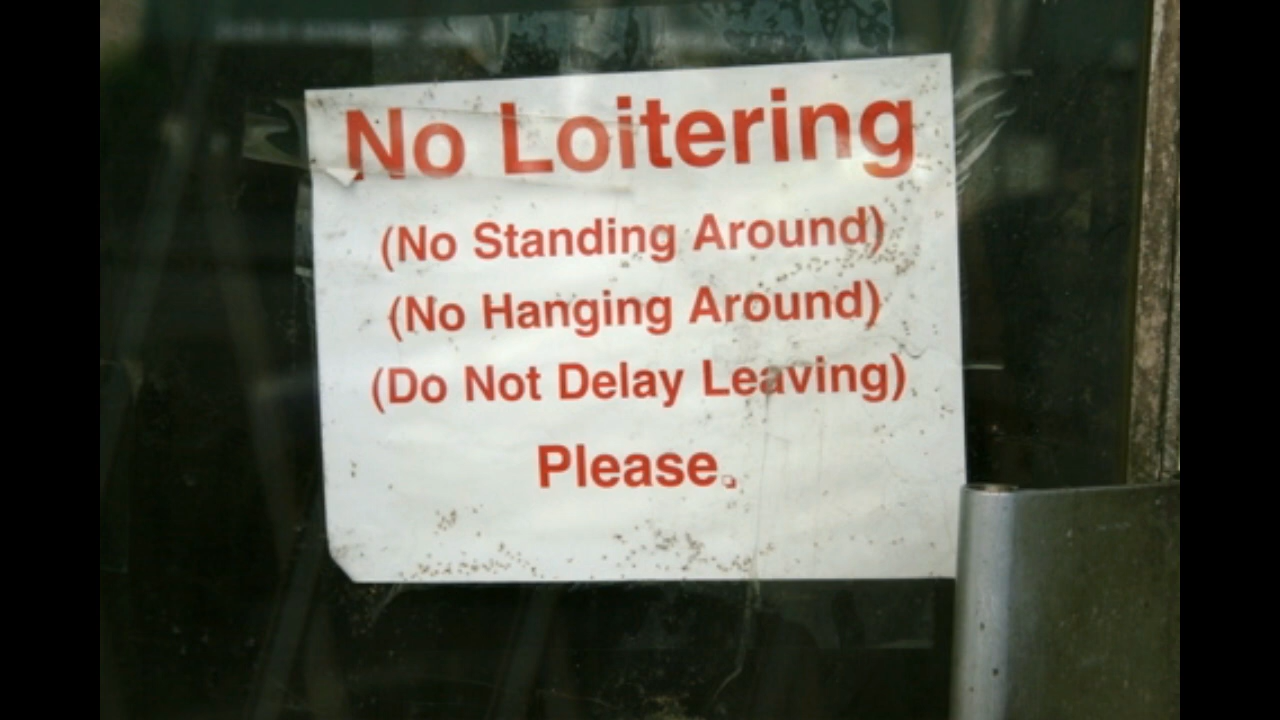 No Loitering
(No Standing Around)
(No Hanging Around)
(Do Not Delay Leaving)
Please.